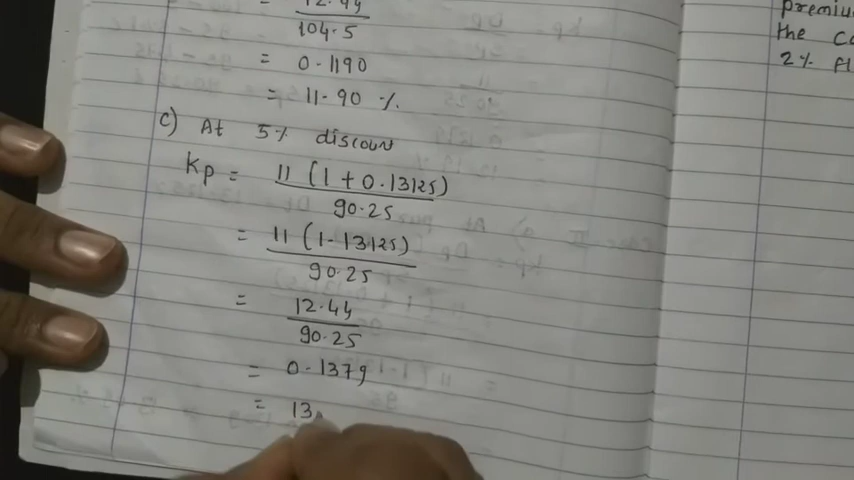 = 12.44
104.5
= 0.1190
= 11.90 %.
c) At 5% discount
Kp = 11 (1 + 0.13125)
90.25
= 11 (1.13125)
90.25
= 12.44
90.25
= 0.1379
= 13.
premium
the
2%